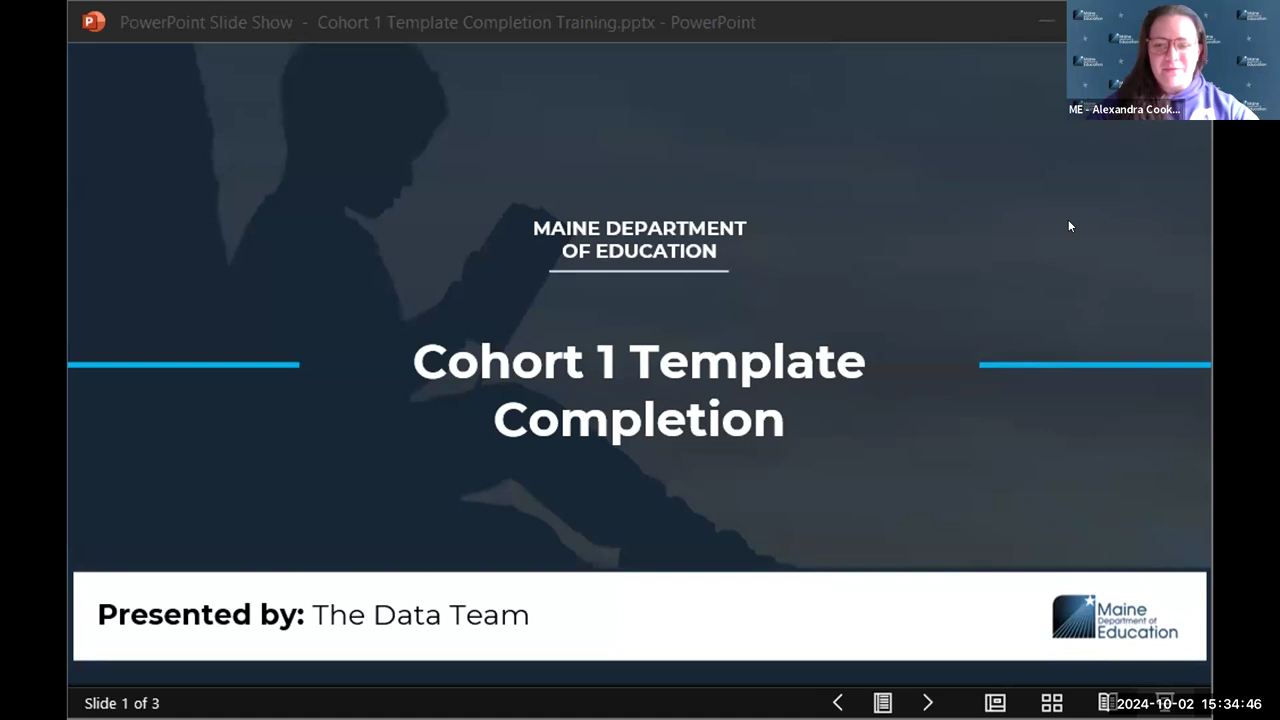 PowerPoint Slide Show - Cohort 1 Template Completion Training.pptx - PowerPoint
ME - Alexandra Cook...
MAINE DEPARTMENT
OF EDUCATION
Cohort 1 Template
Completion
Presented by: The Data Team
Maine
Department of
Education
Slide 1 of 3
2024-10-02 15:34:46